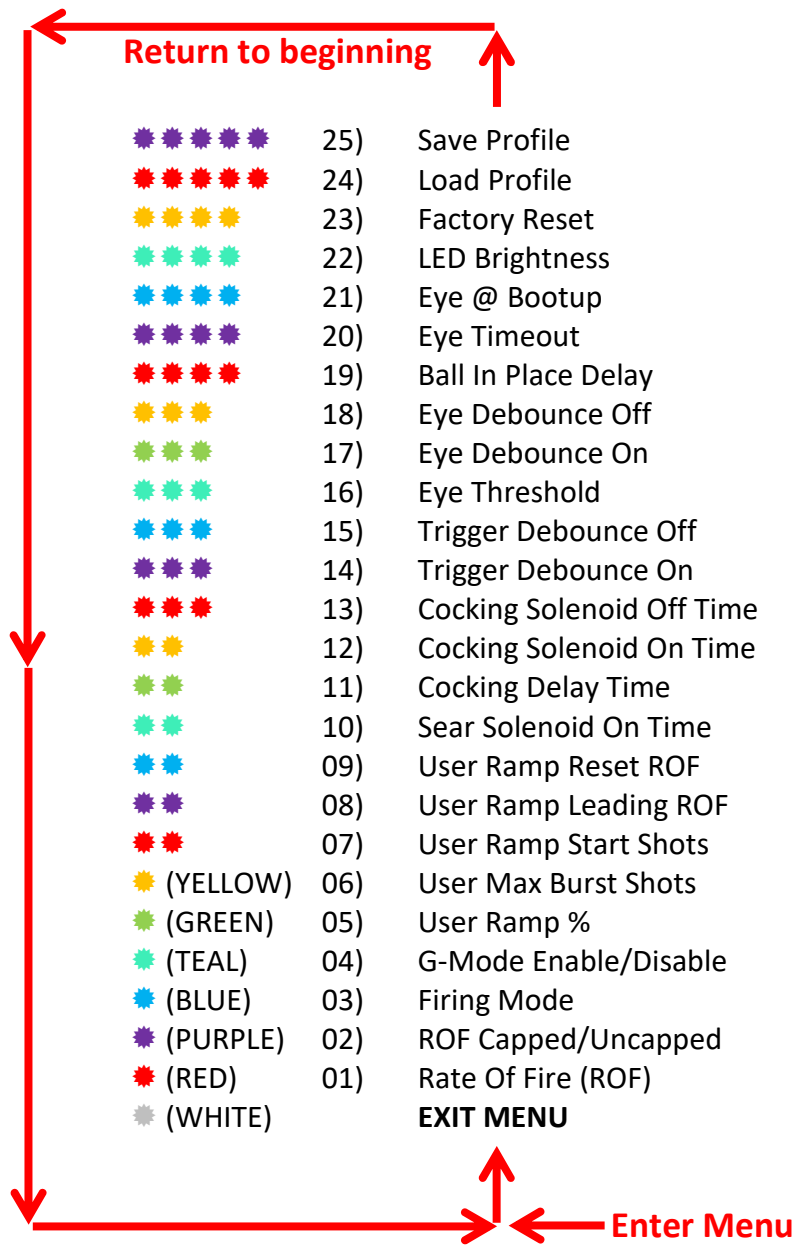 Return to beginning
25) Save Profile
24) Load Profile
23) Factory Reset
22) LED Brightness
21) Eye @ Bootup
20) Eye Timeout
19) Ball In Place Delay
18) Eye Debounce Off
17) Eye Debounce On
16) Eye Threshold
15) Trigger Debounce Off
14) Trigger Debounce On
13) Cocking Solenoid Off Time
12) Cocking Solenoid On Time
11) Cocking Delay Time
10) Sear Solenoid On Time
09) User Ramp Reset ROF
08) User Ramp Leading ROF
07) User Ramp Start Shots
(YELLOW) 06) User Max Burst Shots
(GREEN) 05) User Ramp %
(TEAL) 04) G-Mode Enable/Disable
(BLUE) 03) Firing Mode
(PURPLE) 02) ROF Capped/Uncapped
(RED) 01) Rate Of Fire (ROF)
(WHITE) EXIT MENU
Enter Menu